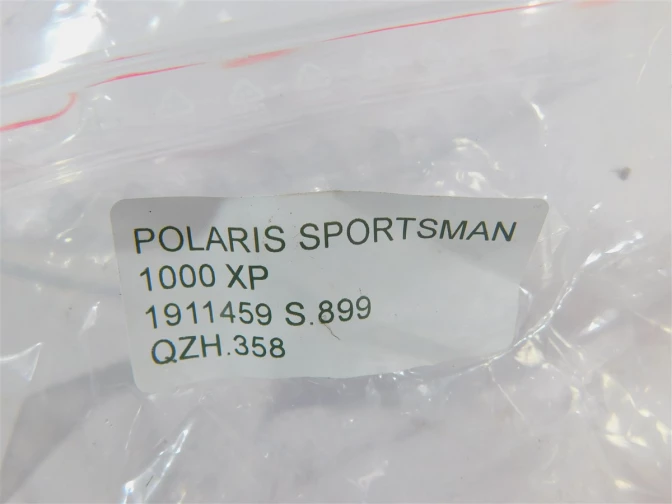 POLARIS SPORTSMAN
1000 XP
1911459 S.899
QZH.358